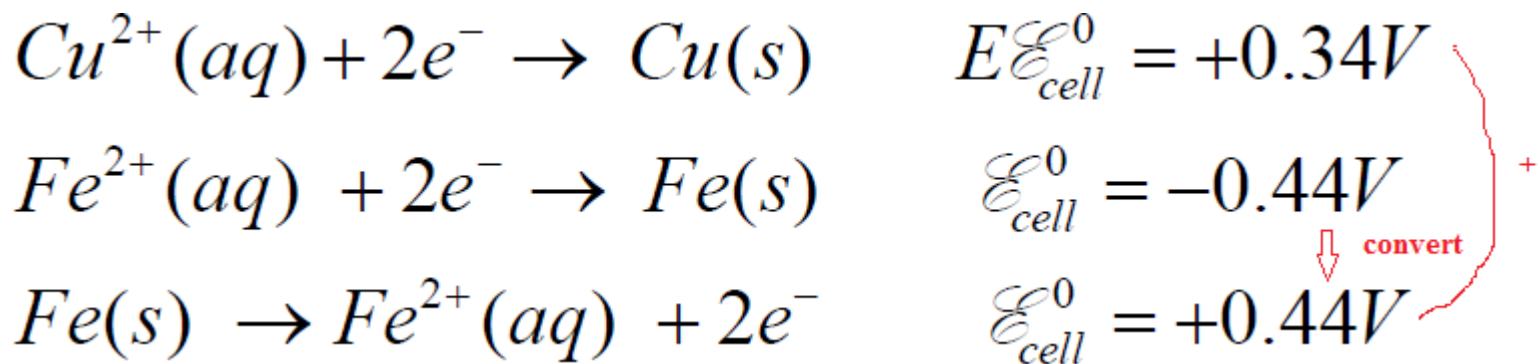 Cu²⁺(aq) + 2e⁻ → Cu(s) Eℰ⁰cell = +0.34V
+
Fe²⁺(aq) + 2e⁻ → Fe(s) ℰ⁰cell = −0.44V
⇩ convert
Fe(s) → Fe²⁺(aq) + 2e⁻ ℰ⁰cell = +0.44V